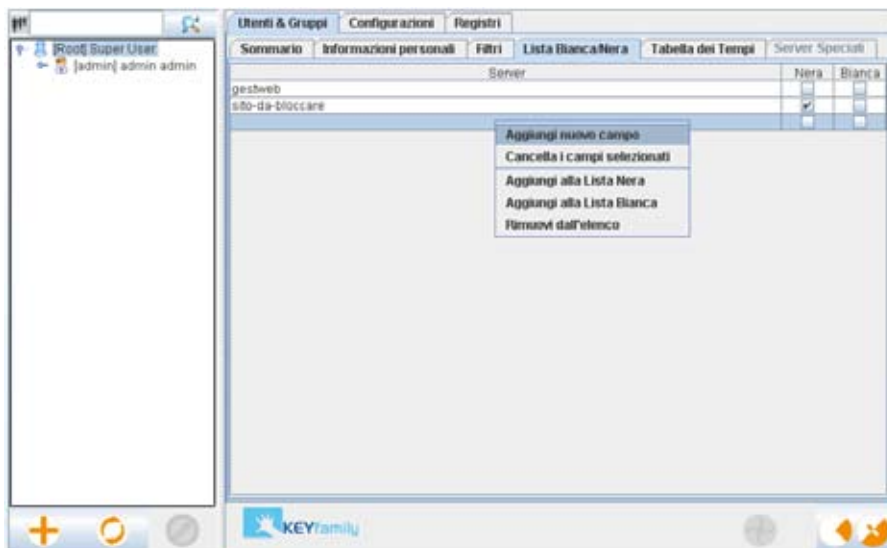 Utenti & Gruppi Configurazioni Registri
[Root] Super User
[admin] admin admin
Sommario Informazioni personali Filtri Lista Bianca/Nera Tabella dei Tempi Server Speciali
Server Nera Bianca
gestweb
sito-da-bloccare
Aggiungi nuovo campo
Cancella i campi selezionati
Aggiungi alla Lista Nera
Aggiungi alla Lista Bianca
Rimuovi dall'elenco
KEYfamily